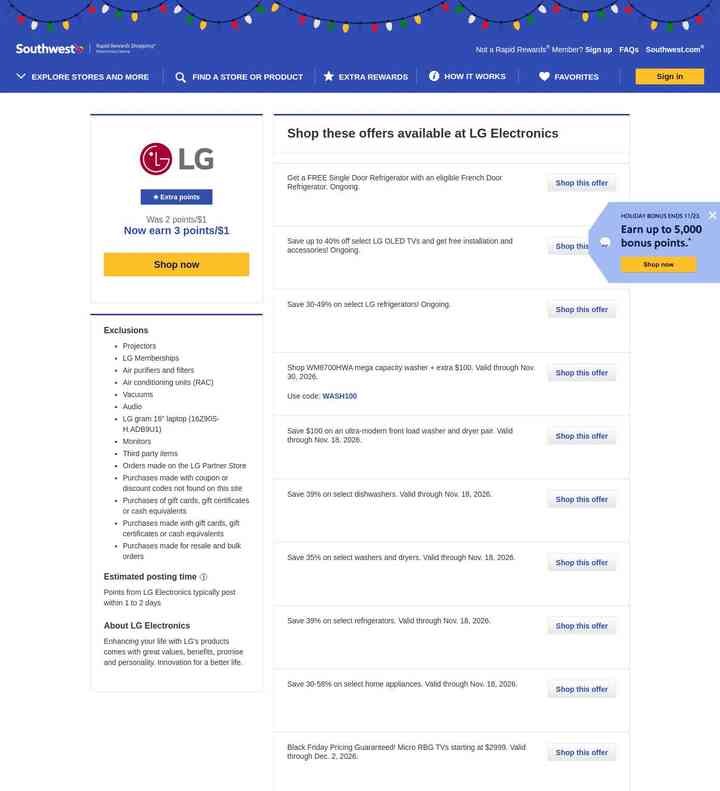 Southwest
Rapid Rewards Shopping®
Not a Rapid Rewards® Member? Sign up
FAQs
Southwest.com®
EXPLORE STORES AND MORE
FIND A STORE OR PRODUCT
EXTRA REWARDS
HOW IT WORKS
FAVORITES
Sign in
LG
Extra points
Was 2 points/$1
Now earn 3 points/$1
Shop now
Exclusions
Projectors
LG Memberships
Air purifiers and filters
Air conditioning units (RAC)
Vacuums
Audio
LG gram 16" laptop (16Z90S-
H.ADB9U1)
Monitors
Third party items
Orders made on the LG Partner Store
Purchases made with coupon or
discount codes not found on this site
Purchases of gift cards, gift certificates
or cash equivalents
Purchases made with gift cards, gift
certificates or cash equivalents
Purchases made for resale and bulk
orders
Estimated posting time
Points from LG Electronics typically post
within 1 to 2 days
About LG Electronics
Enhancing your life with LG's products
comes with great values, benefits, promise
and personality. Innovation for a better life.
Shop these offers available at LG Electronics
Get a FREE Single Door Refrigerator with an eligible French Door
Refrigerator. Ongoing.
Shop this offer
Save up to 40% off select LG OLED TVs and get free installation and
accessories! Ongoing.
Shop this
HOLIDAY BONUS ENDS 11/23.
Earn up to 5,000
bonus points.*
Shop now
Save 30-49% on select LG refrigerators! Ongoing.
Shop this offer
Shop WM8700HWA mega capacity washer + extra $100. Valid through Nov.
30, 2026.
Use code: WASH100
Shop this offer
Save $100 on an ultra-modern front load washer and dryer pair. Valid
through Nov. 18, 2026.
Shop this offer
Save 39% on select dishwashers. Valid through Nov. 18, 2026.
Shop this offer
Save 35% on select washers and dryers. Valid through Nov. 18, 2026.
Shop this offer
Save 39% on select refrigerators. Valid through Nov. 18, 2026.
Shop this offer
Save 30-58% on select home appliances. Valid through Nov. 18, 2026.
Shop this offer
Black Friday Pricing Guaranteed! Micro RBG TVs starting at $2999. Valid
through Dec. 2, 2026.
Shop this offer